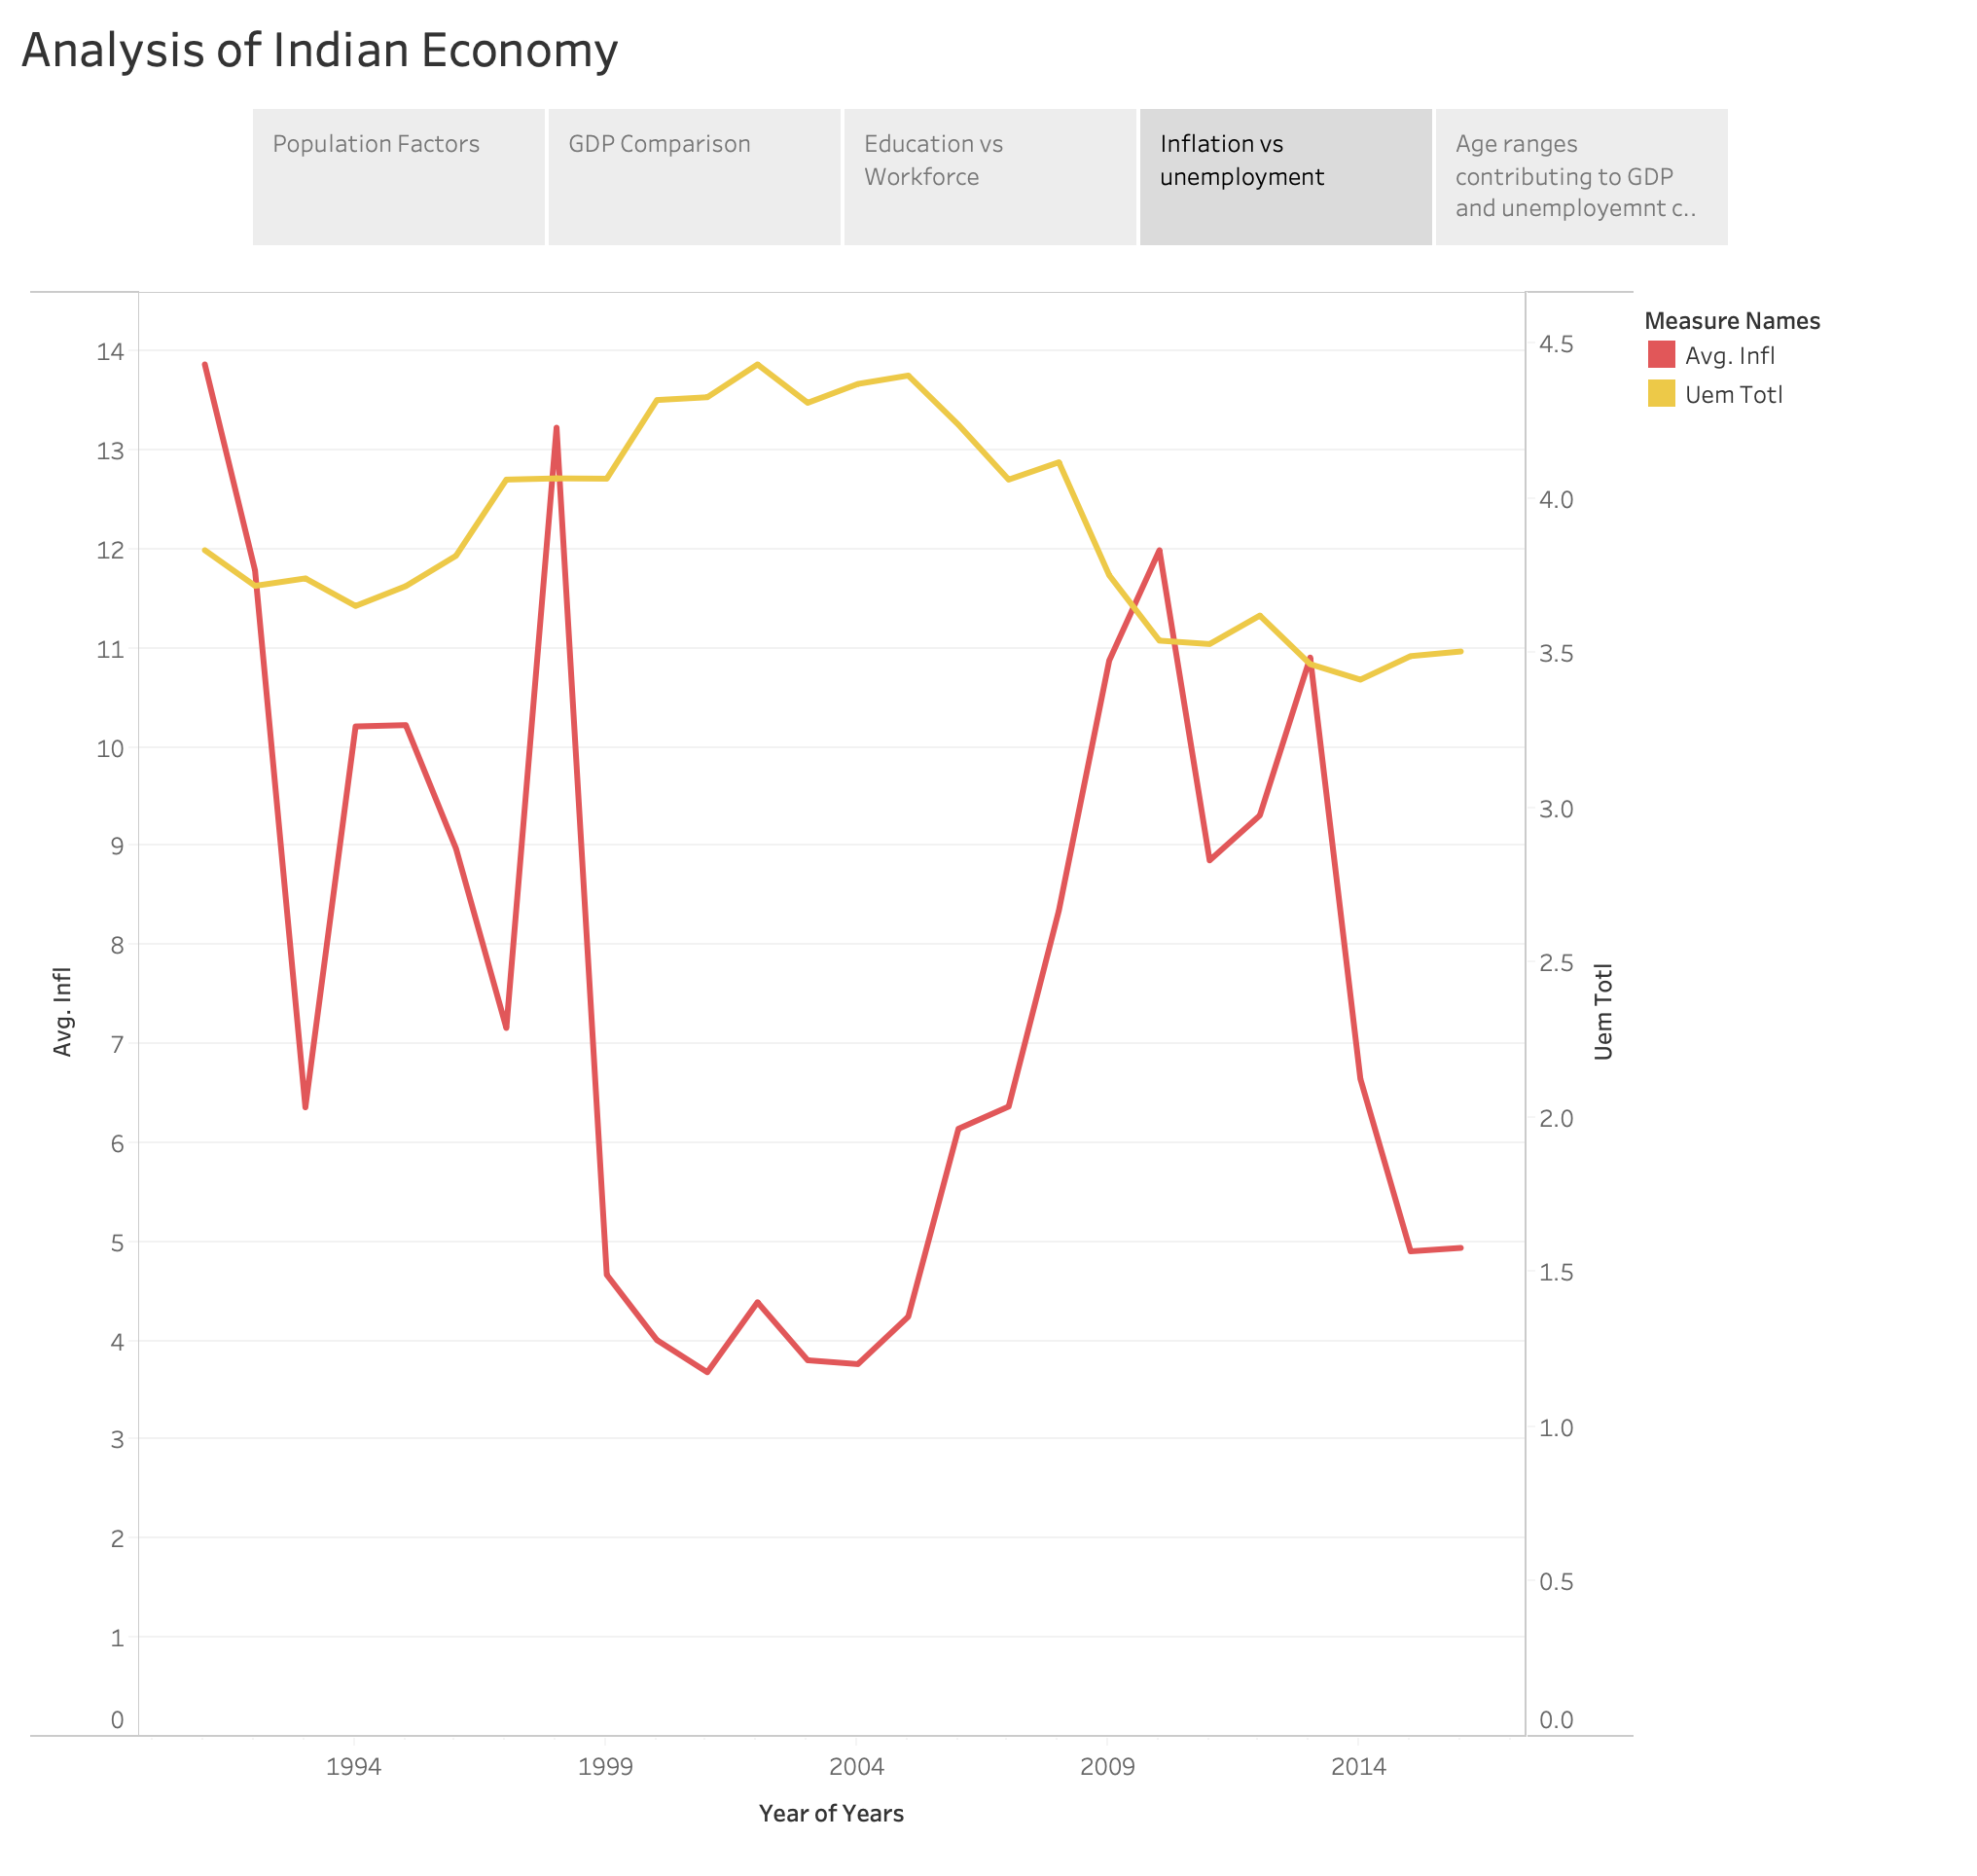 Analysis of Indian Economy
Population Factors
GDP Comparison
Education vs
Workforce
Inflation vs
unemployment
Age ranges
contributing to GDP
and unemployemnt c..
Measure Names
Avg. Infl
Uem Totl
14
13
12
11
10
9
8
7
6
5
4
3
2
1
0
Avg. Infl
4.5
4.0
3.5
3.0
2.5
2.0
1.5
1.0
0.5
0.0
Uem Totl
1994 1999 2004 2009 2014
Year of Years